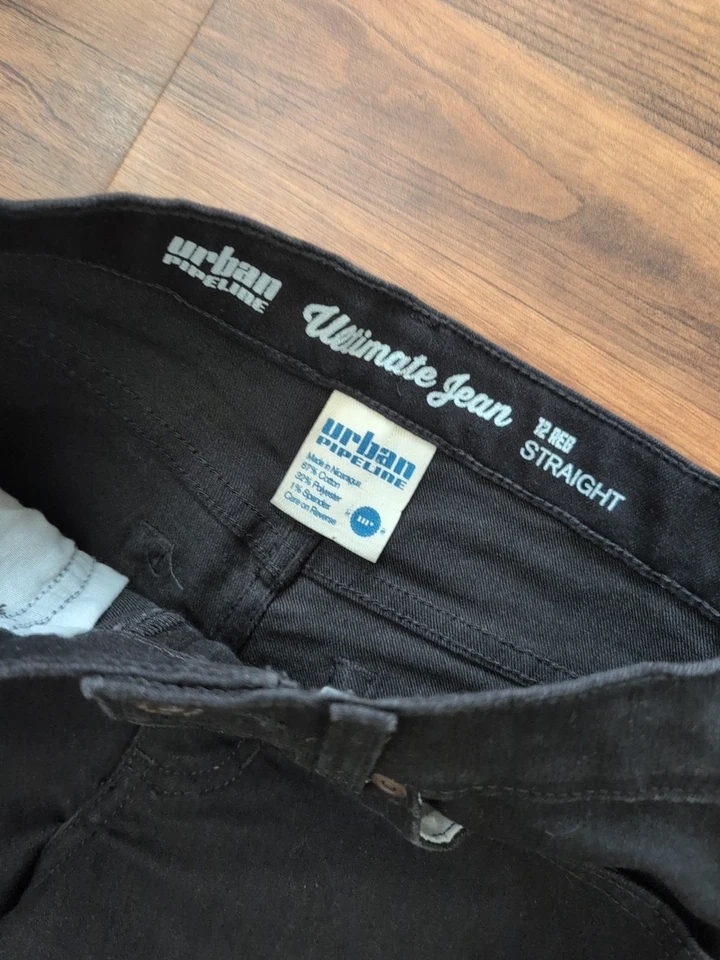 urban
PIPELINE
Ultimate Jean
12 REG
STRAIGHT
urban
PIPELINE
Made in Nicaragua
67% Cotton
32% Polyester
1% Spandex
Care on Reverse